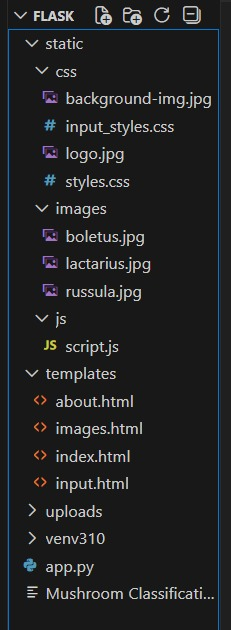 FLASK
static
css
background-img.jpg
# input_styles.css
logo.jpg
# styles.css
images
boletus.jpg
lactarius.jpg
russula.jpg
js
JS script.js
templates
<> about.html
<> images.html
<> index.html
<> input.html
uploads
venv310
app.py
Mushroom Classificati...